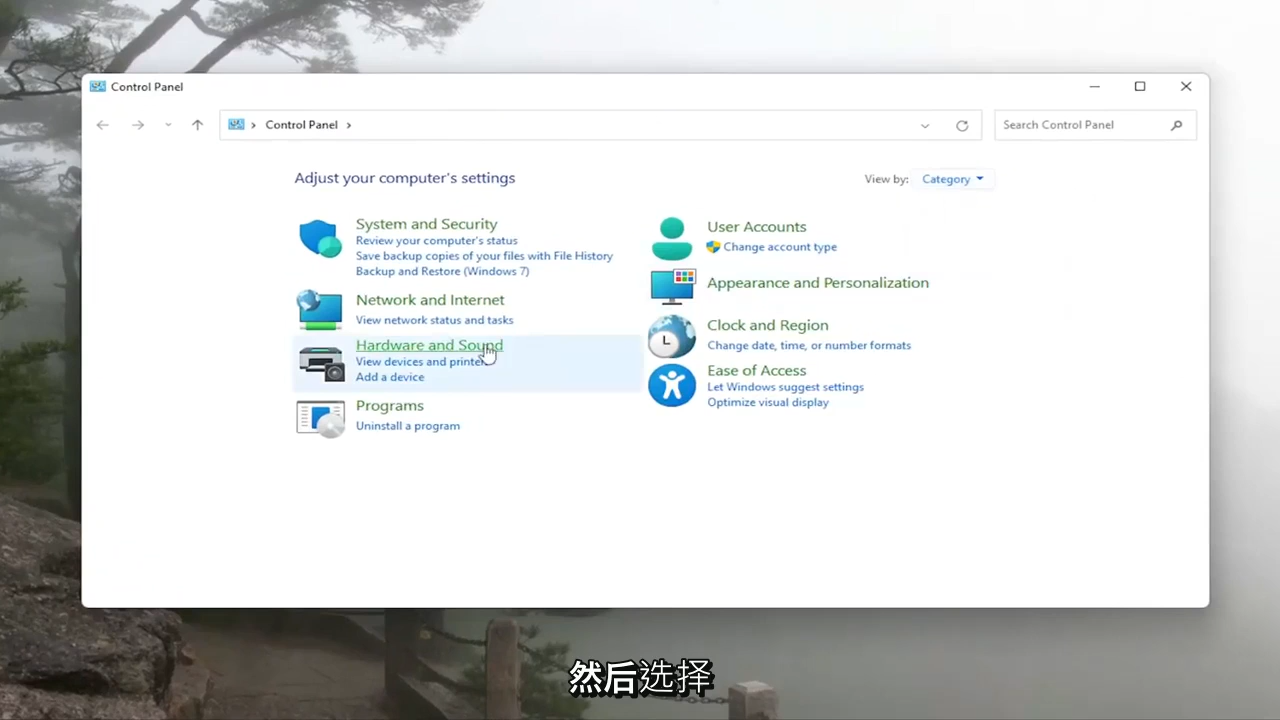 Control Panel
Control Panel
Search Control Panel
Adjust your computer's settings
View by: Category
System and Security
Review your computer's status
Save backup copies of your files with File History
Backup and Restore (Windows 7)
Network and Internet
View network status and tasks
Hardware and Sound
View devices and printers
Add a device
Programs
Uninstall a program
User Accounts
Change account type
Appearance and Personalization
Clock and Region
Change date, time, or number formats
Ease of Access
Let Windows suggest settings
Optimize visual display
然后选择